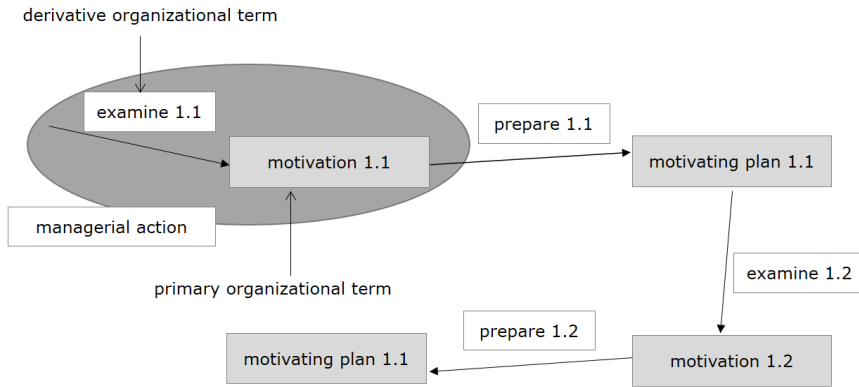 derivative organizational term
examine 1.1
prepare 1.1
motivation 1.1
motivating plan 1.1
managerial action
examine 1.2
primary organizational term
prepare 1.2
motivating plan 1.1
motivation 1.2